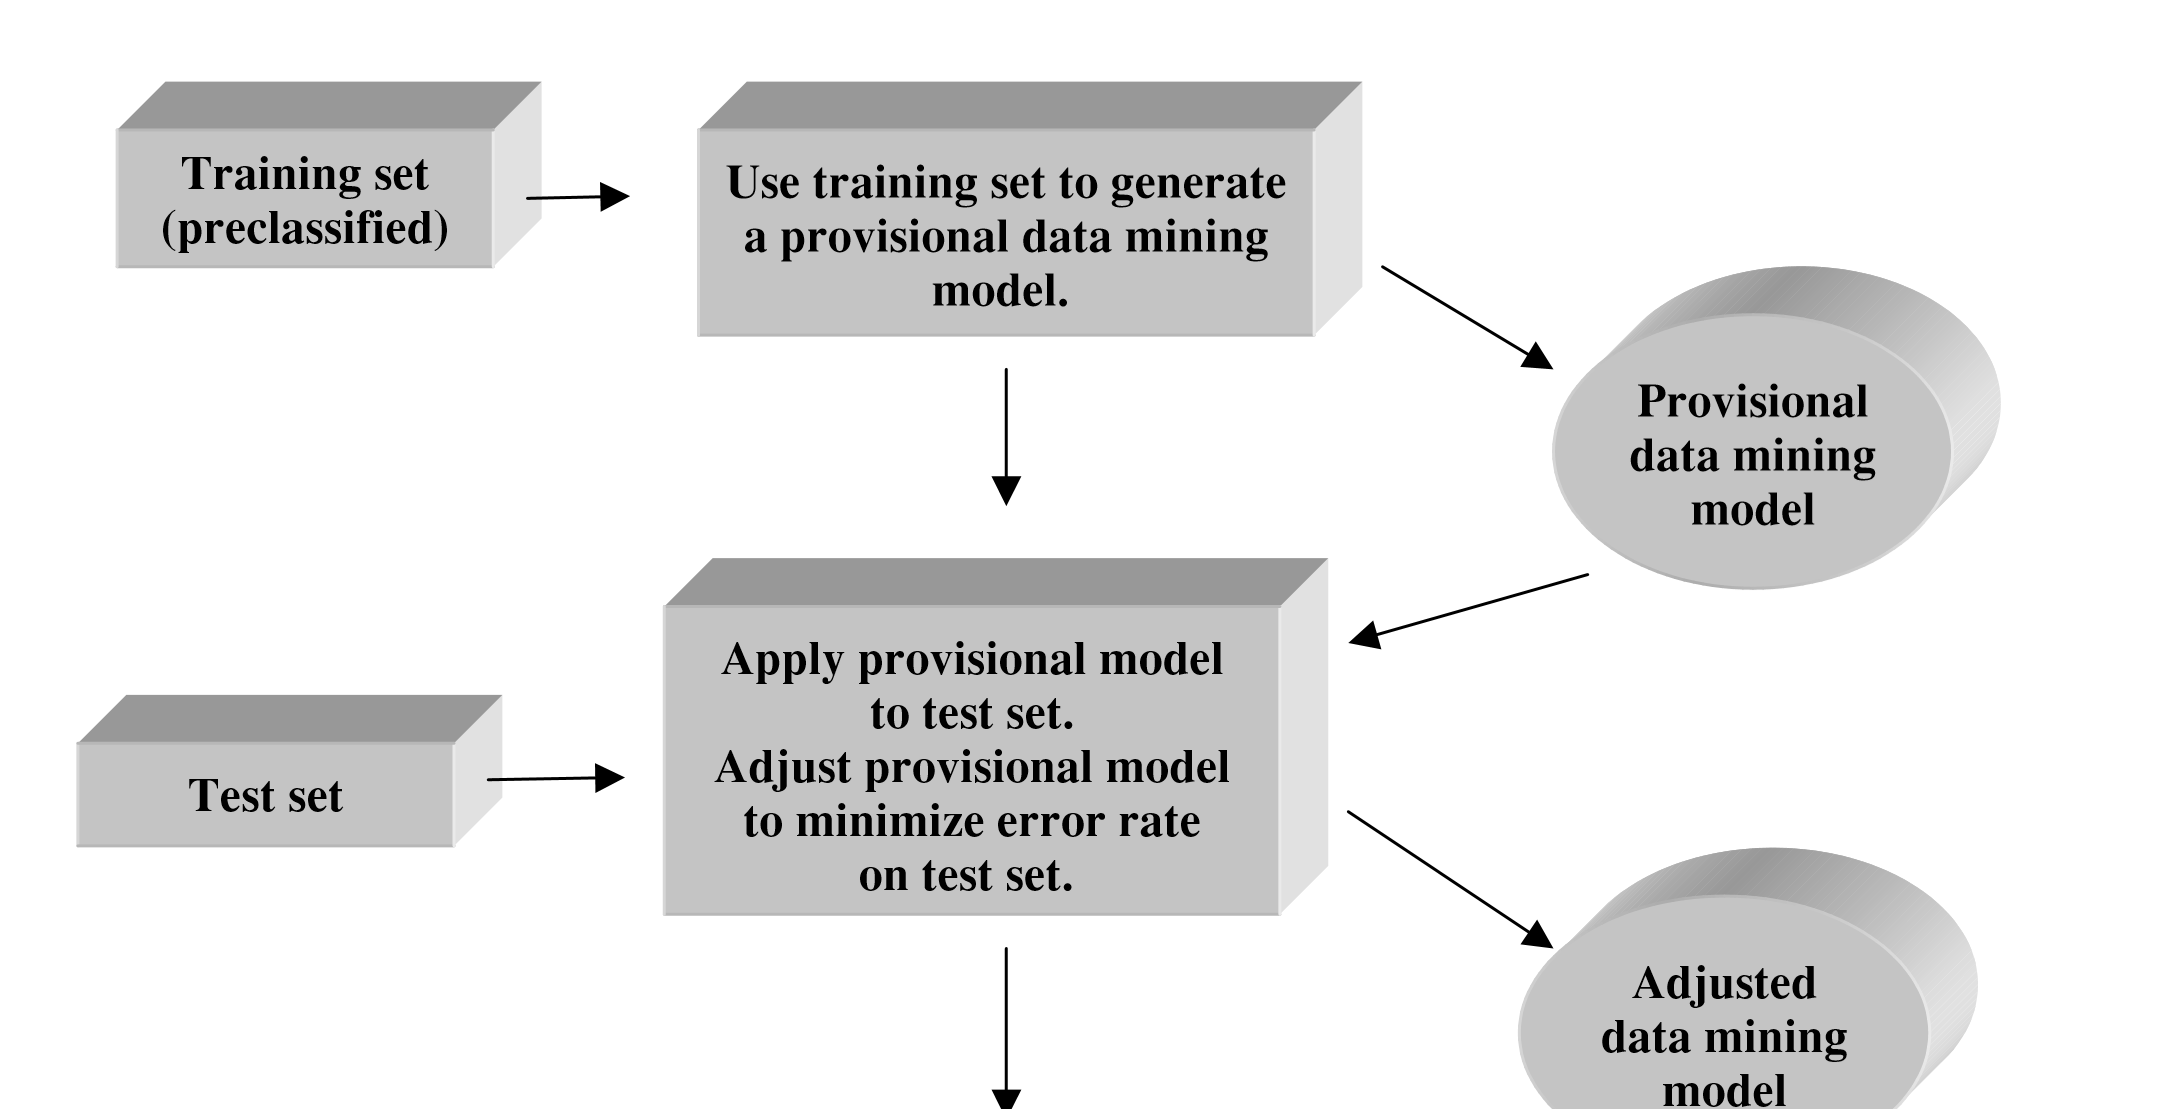 Training set
(preclassified)
Use training set to generate
a provisional data mining
model.
Provisional
data mining
model
Apply provisional model
to test set.
Adjust provisional model
to minimize error rate
on test set.
Test set
Adjusted
data mining
model